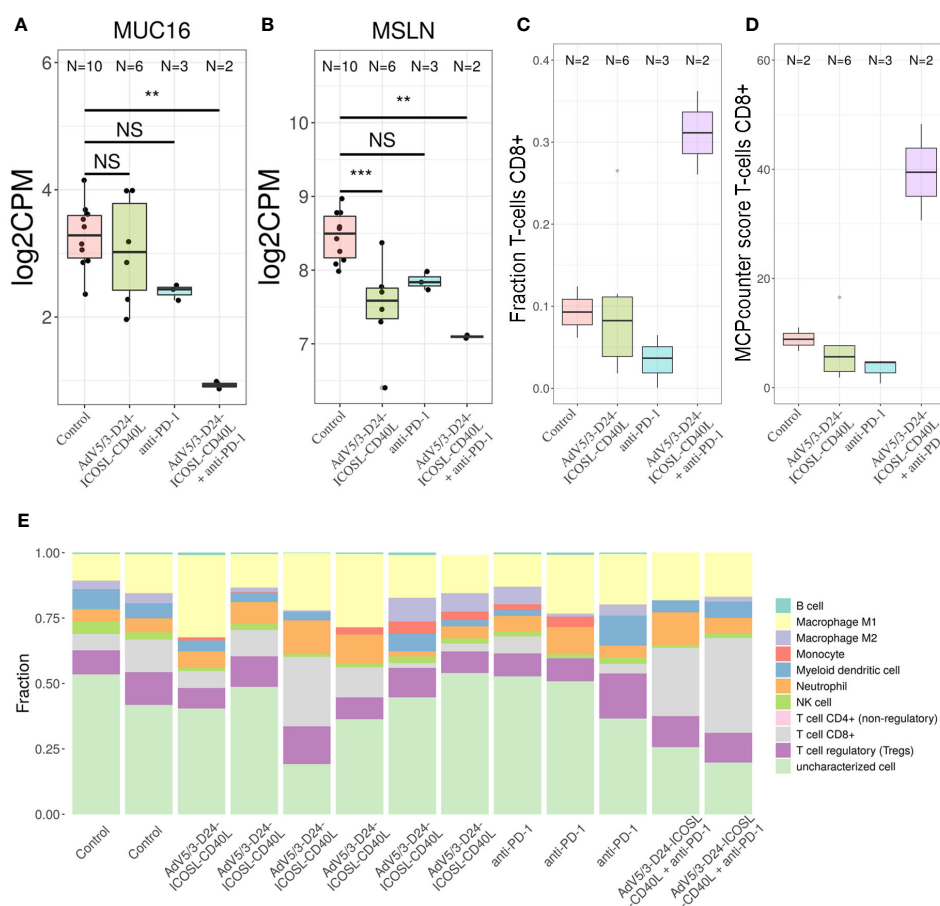 A
MUC16
N=10 N=6 N=3 N=2
**
NS
NS
log2CPM
6
4
2
Control
AdV5/3-D24-
ICOSL-CD40L
anti-PD-1
AdV5/3-D24-
ICOSL-CD40L
+ anti-PD-1
B
MSLN
N=10 N=6 N=3 N=2
**
NS
***
log2CPM
10
9
8
7
Control
AdV5/3-D24-
ICOSL-CD40L
anti-PD-1
AdV5/3-D24-
ICOSL-CD40L
+ anti-PD-1
C
N=2 N=6 N=3 N=2
Fraction T-cells CD8+
0.4
0.3
0.2
0.1
0.0
Control
AdV5/3-D24-
ICOSL-CD40L
anti-PD-1
AdV5/3-D24-
ICOSL-CD40L
+ anti-PD-1
D
N=2 N=6 N=3 N=2
MCPcounter score T-cells CD8+
60
40
20
0
Control
AdV5/3-D24-
ICOSL-CD40L
anti-PD-1
AdV5/3-D24-
ICOSL-CD40L
+ anti-PD-1
E
Fraction
1.00
0.75
0.50
0.25
0.00
Control
Control
AdV5/3-D24-
ICOSL-CD40L
AdV5/3-D24-
ICOSL-CD40L
AdV5/3-D24-
ICOSL-CD40L
AdV5/3-D24-
ICOSL-CD40L
AdV5/3-D24-
ICOSL-CD40L
AdV5/3-D24-
ICOSL-CD40L
anti-PD-1
anti-PD-1
anti-PD-1
AdV5/3-D24-ICOSL
-CD40L + anti-PD-1
AdV5/3-D24-ICOSL
-CD40L + anti-PD-1
B cell
Macrophage M1
Macrophage M2
Monocyte
Myeloid dendritic cell
Neutrophil
NK cell
T cell CD4+ (non-regulatory)
T cell CD8+
T cell regulatory (Tregs)
uncharacterized cell